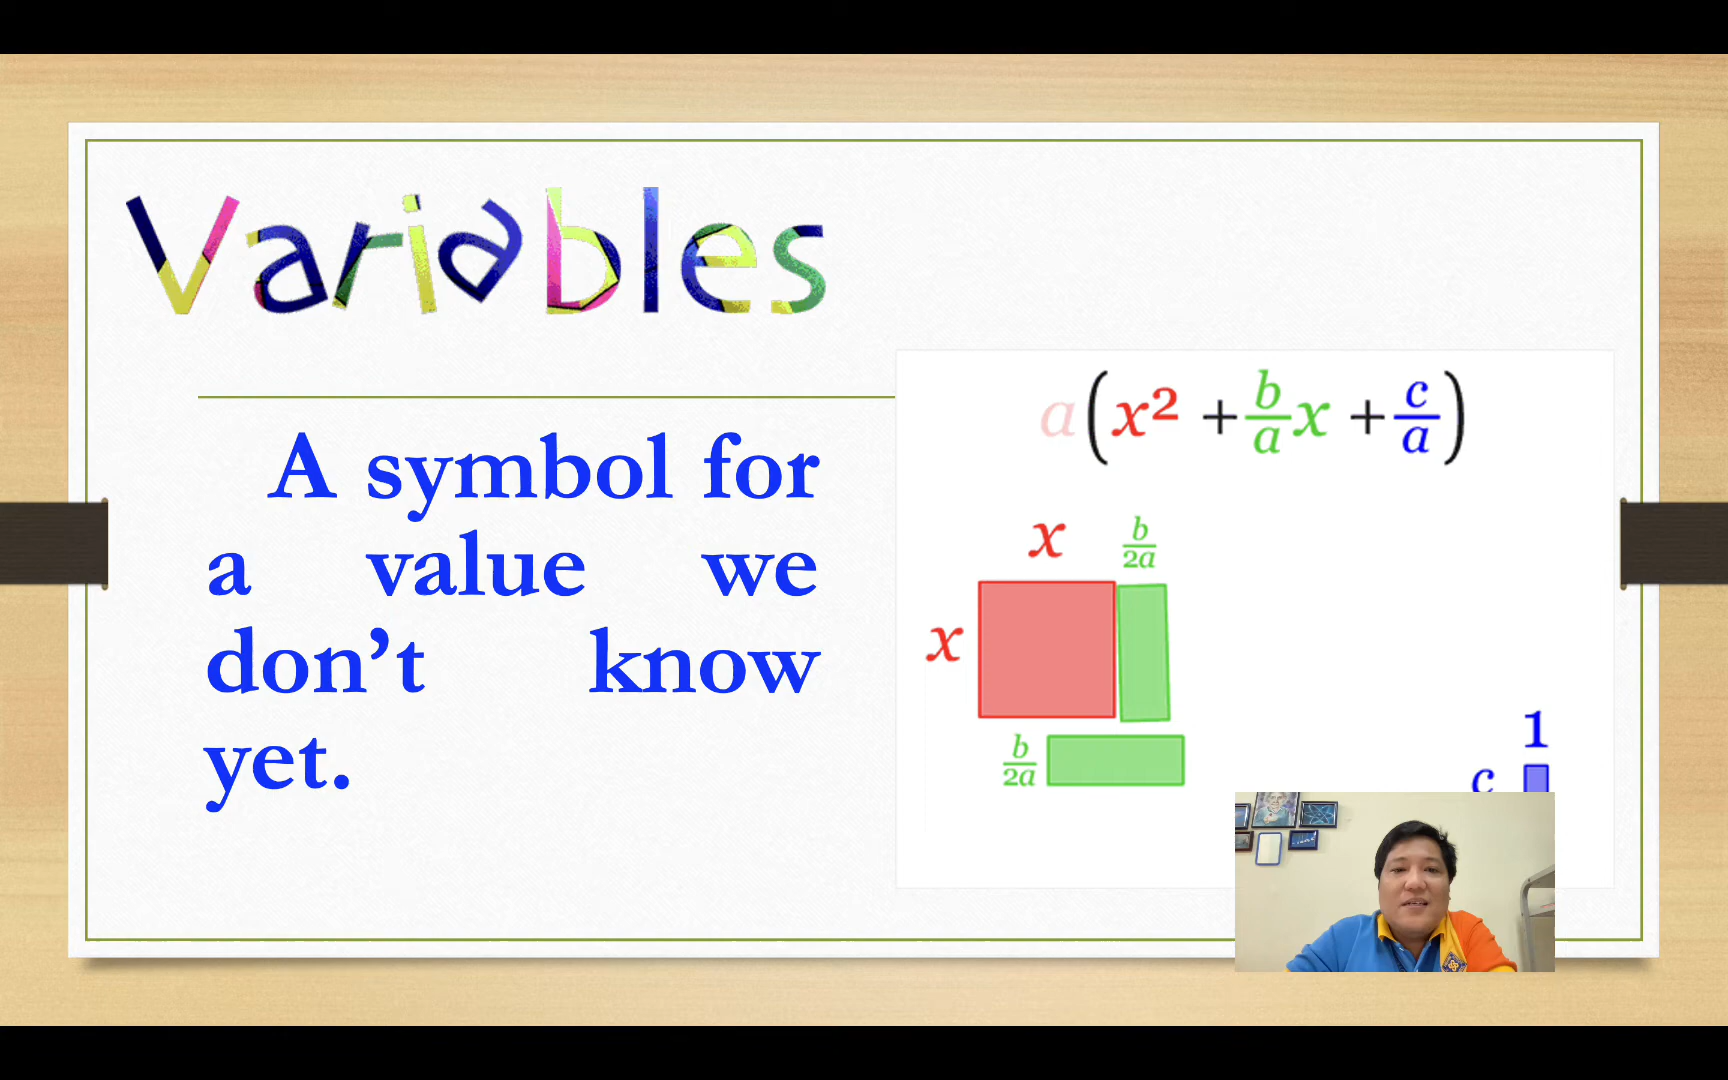 Variables
A symbol for
a value we
don’t know
yet.
a(x² + b/a x + c/a)
x b/2a
x
b/2a
1
c